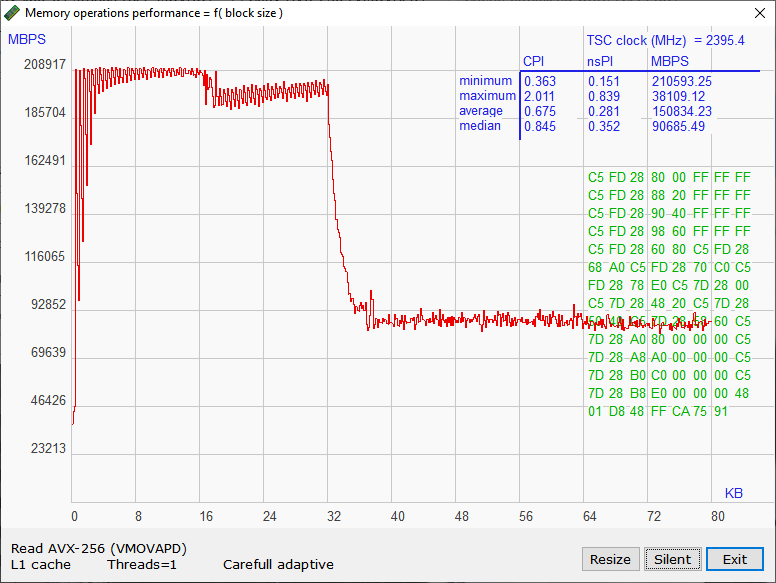 Memory operations performance = f( block size )
MBPS
TSC clock (MHz) = 2395.4
CPI nsPI MBPS
minimum 0.363 0.151 210593.25
maximum 2.011 0.839 38109.12
average 0.675 0.281 150834.23
median 0.845 0.352 90685.49
208917
185704
162491
139278
116065
92852
69639
46426
23213
C5 FD 28 80 00 FF FF FF
C5 FD 28 88 20 FF FF FF
C5 FD 28 90 40 FF FF FF
C5 FD 28 98 60 FF FF FF
C5 FD 28 60 80 C5 FD 28
68 A0 C5 FD 28 70 C0 C5
FD 28 78 E0 C5 7D 28 00
C5 7D 28 48 20 C5 7D 28
50 40 C5 7D 28 58 60 C5
7D 28 A0 80 00 00 00 C5
7D 28 A8 A0 00 00 00 C5
7D 28 B0 C0 00 00 00 C5
7D 28 B8 E0 00 00 00 48
01 D8 48 FF CA 75 91
KB
0 8 16 24 32 40 48 56 64 72 80
Read AVX-256 (VMOVAPD)
L1 cache Threads=1 Carefull adaptive
Resize Silent Exit